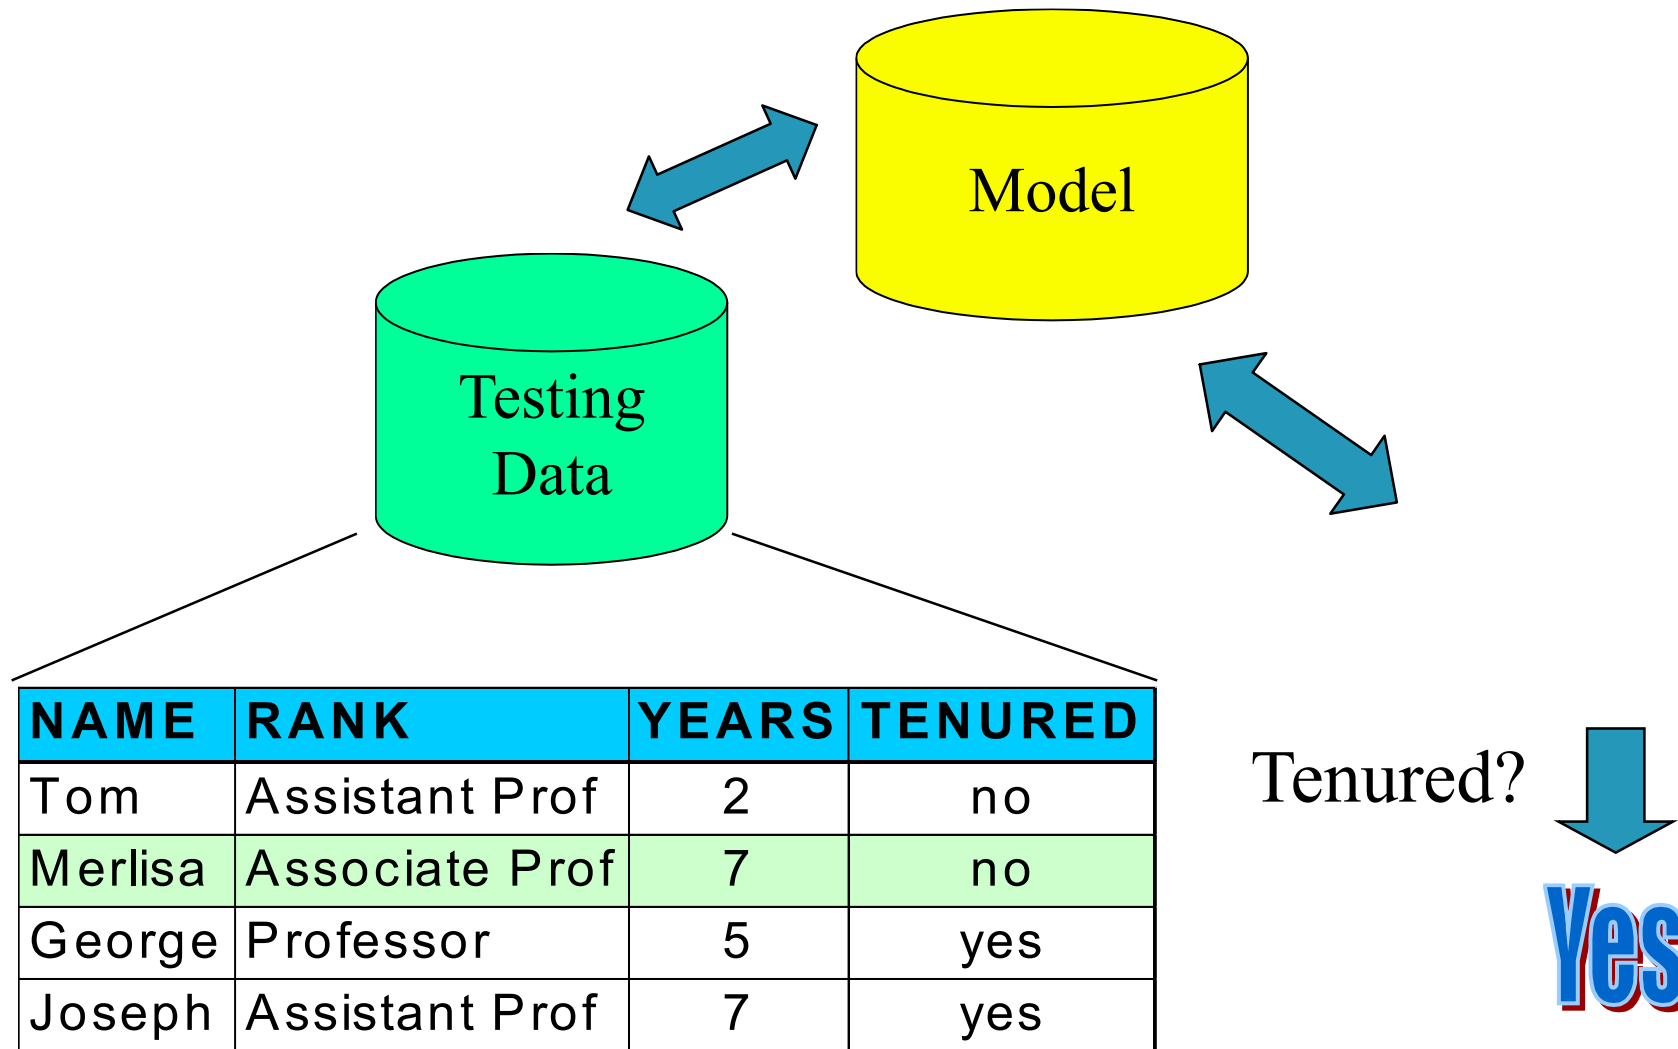 Model
Testing
Data
NAME RANK YEARS TENURED
Tom Assistant Prof 2 no
Merlisa Associate Prof 7 no
George Professor 5 yes
Joseph Assistant Prof 7 yes
Tenured?
Yes